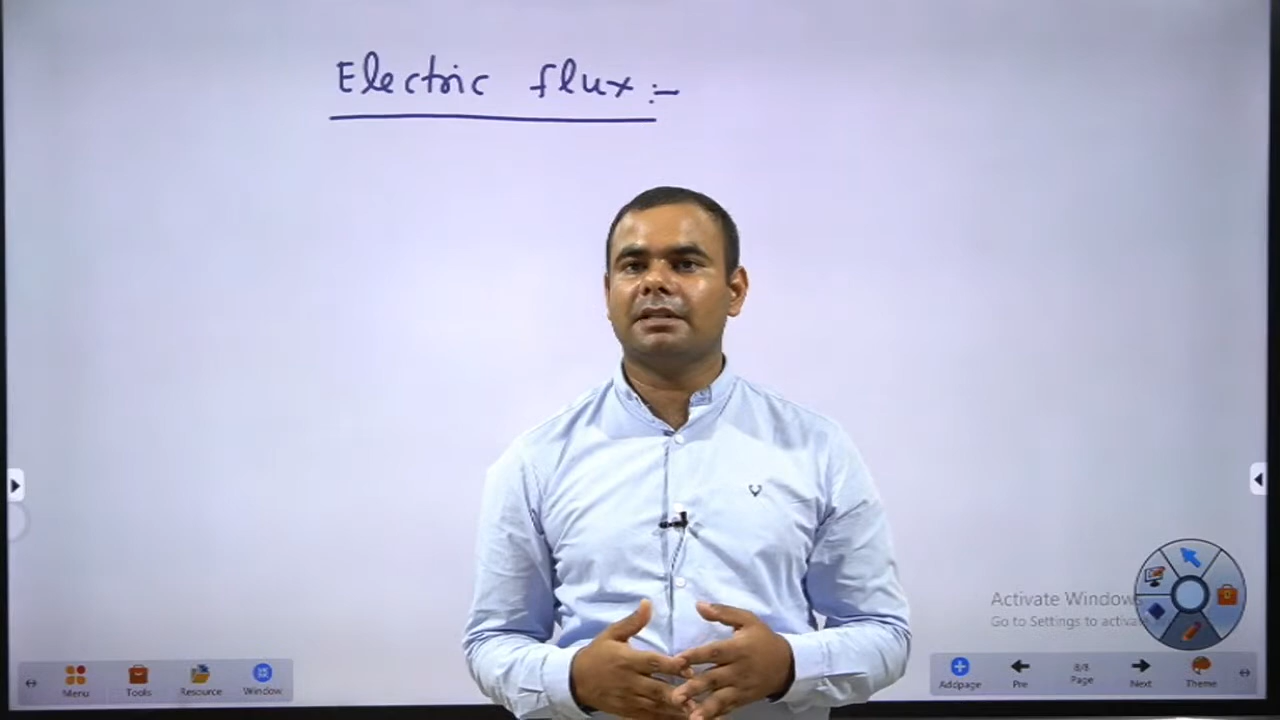 Electric flux :-
Activate Windows
Go to Settings to activate
Menu
Tools
Resource
Window
Addpage
Pre
8/8
Page
Next
Theme